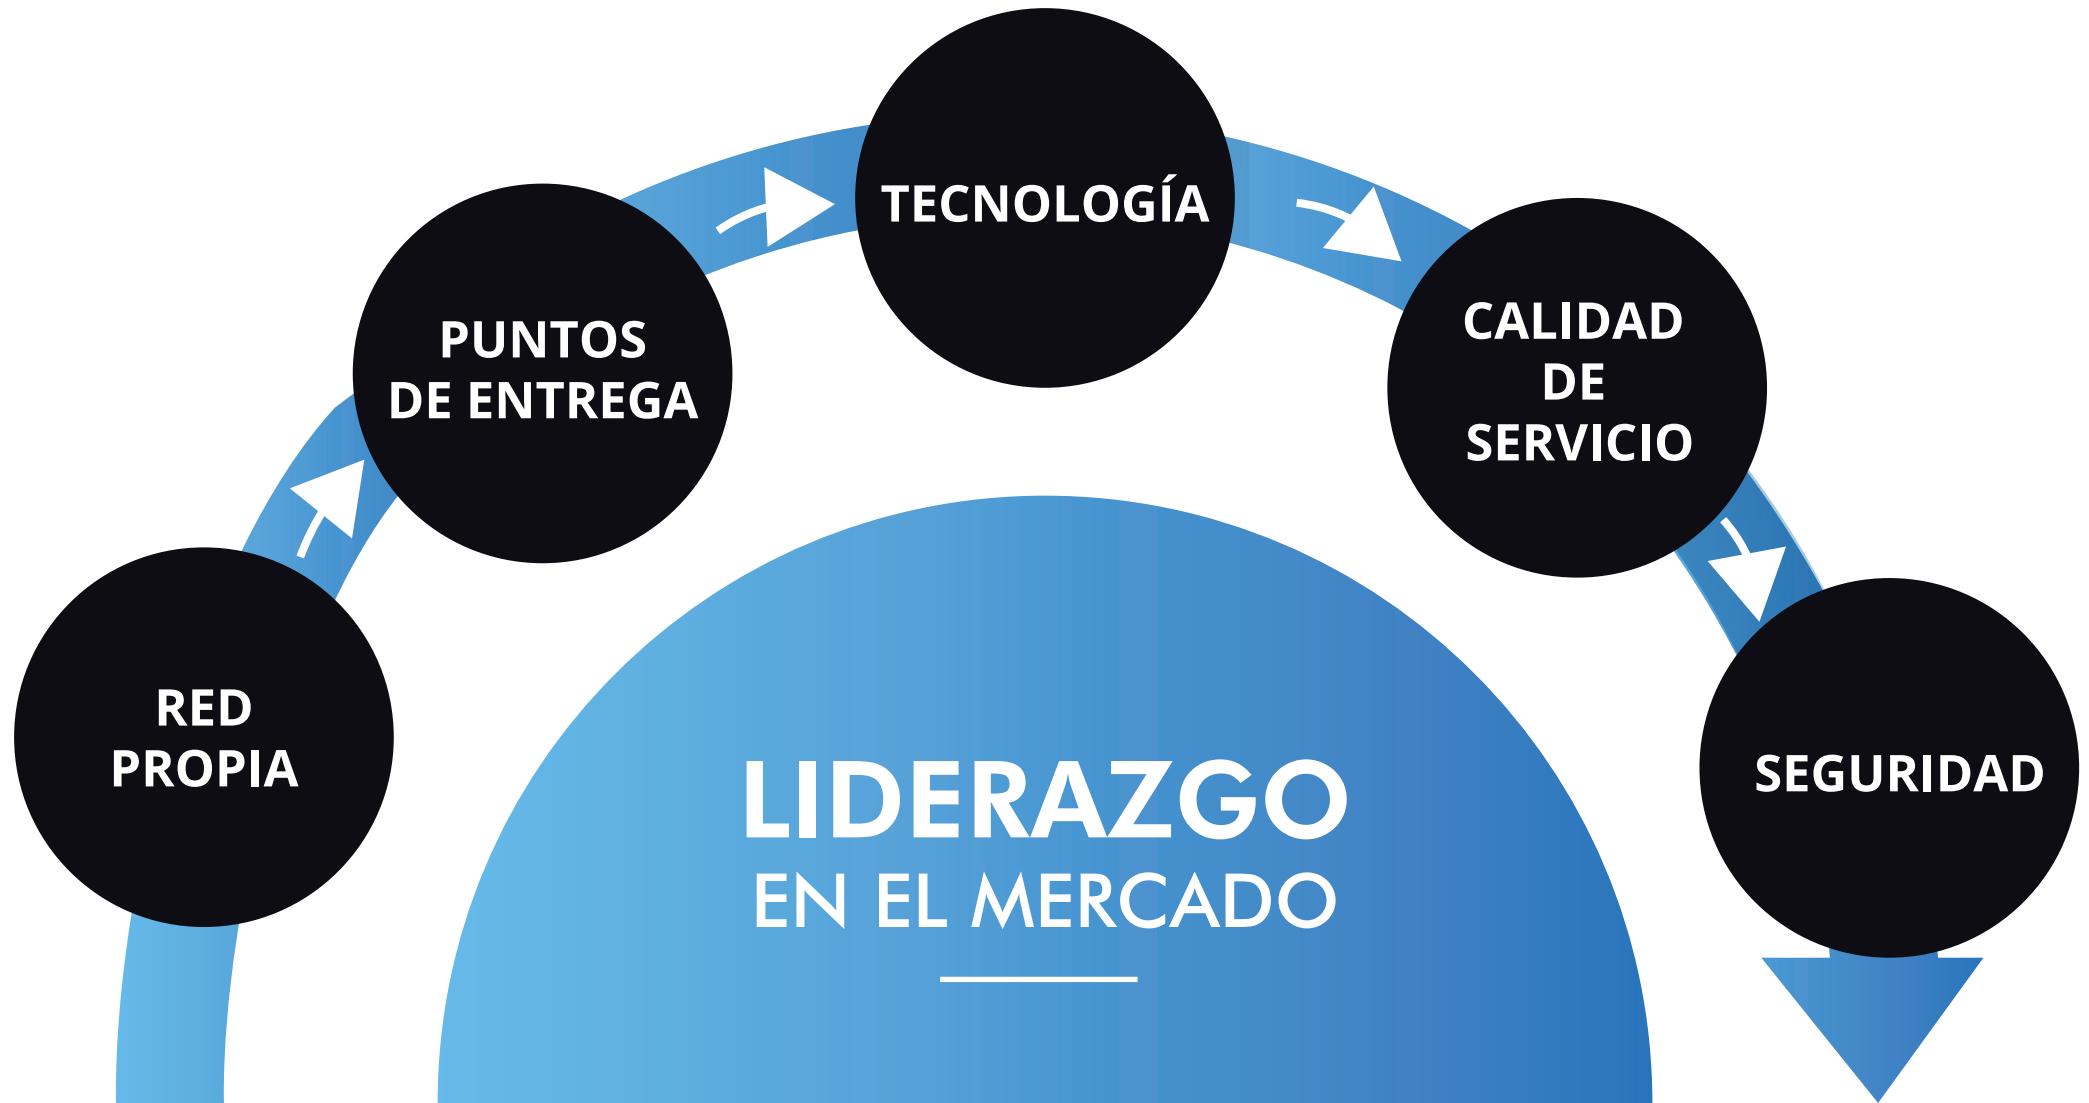 RED
PROPIA
PUNTOS
DE ENTREGA
TECNOLOGÍA
CALIDAD
DE
SERVICIO
SEGURIDAD
LIDERAZGO
EN EL MERCADO